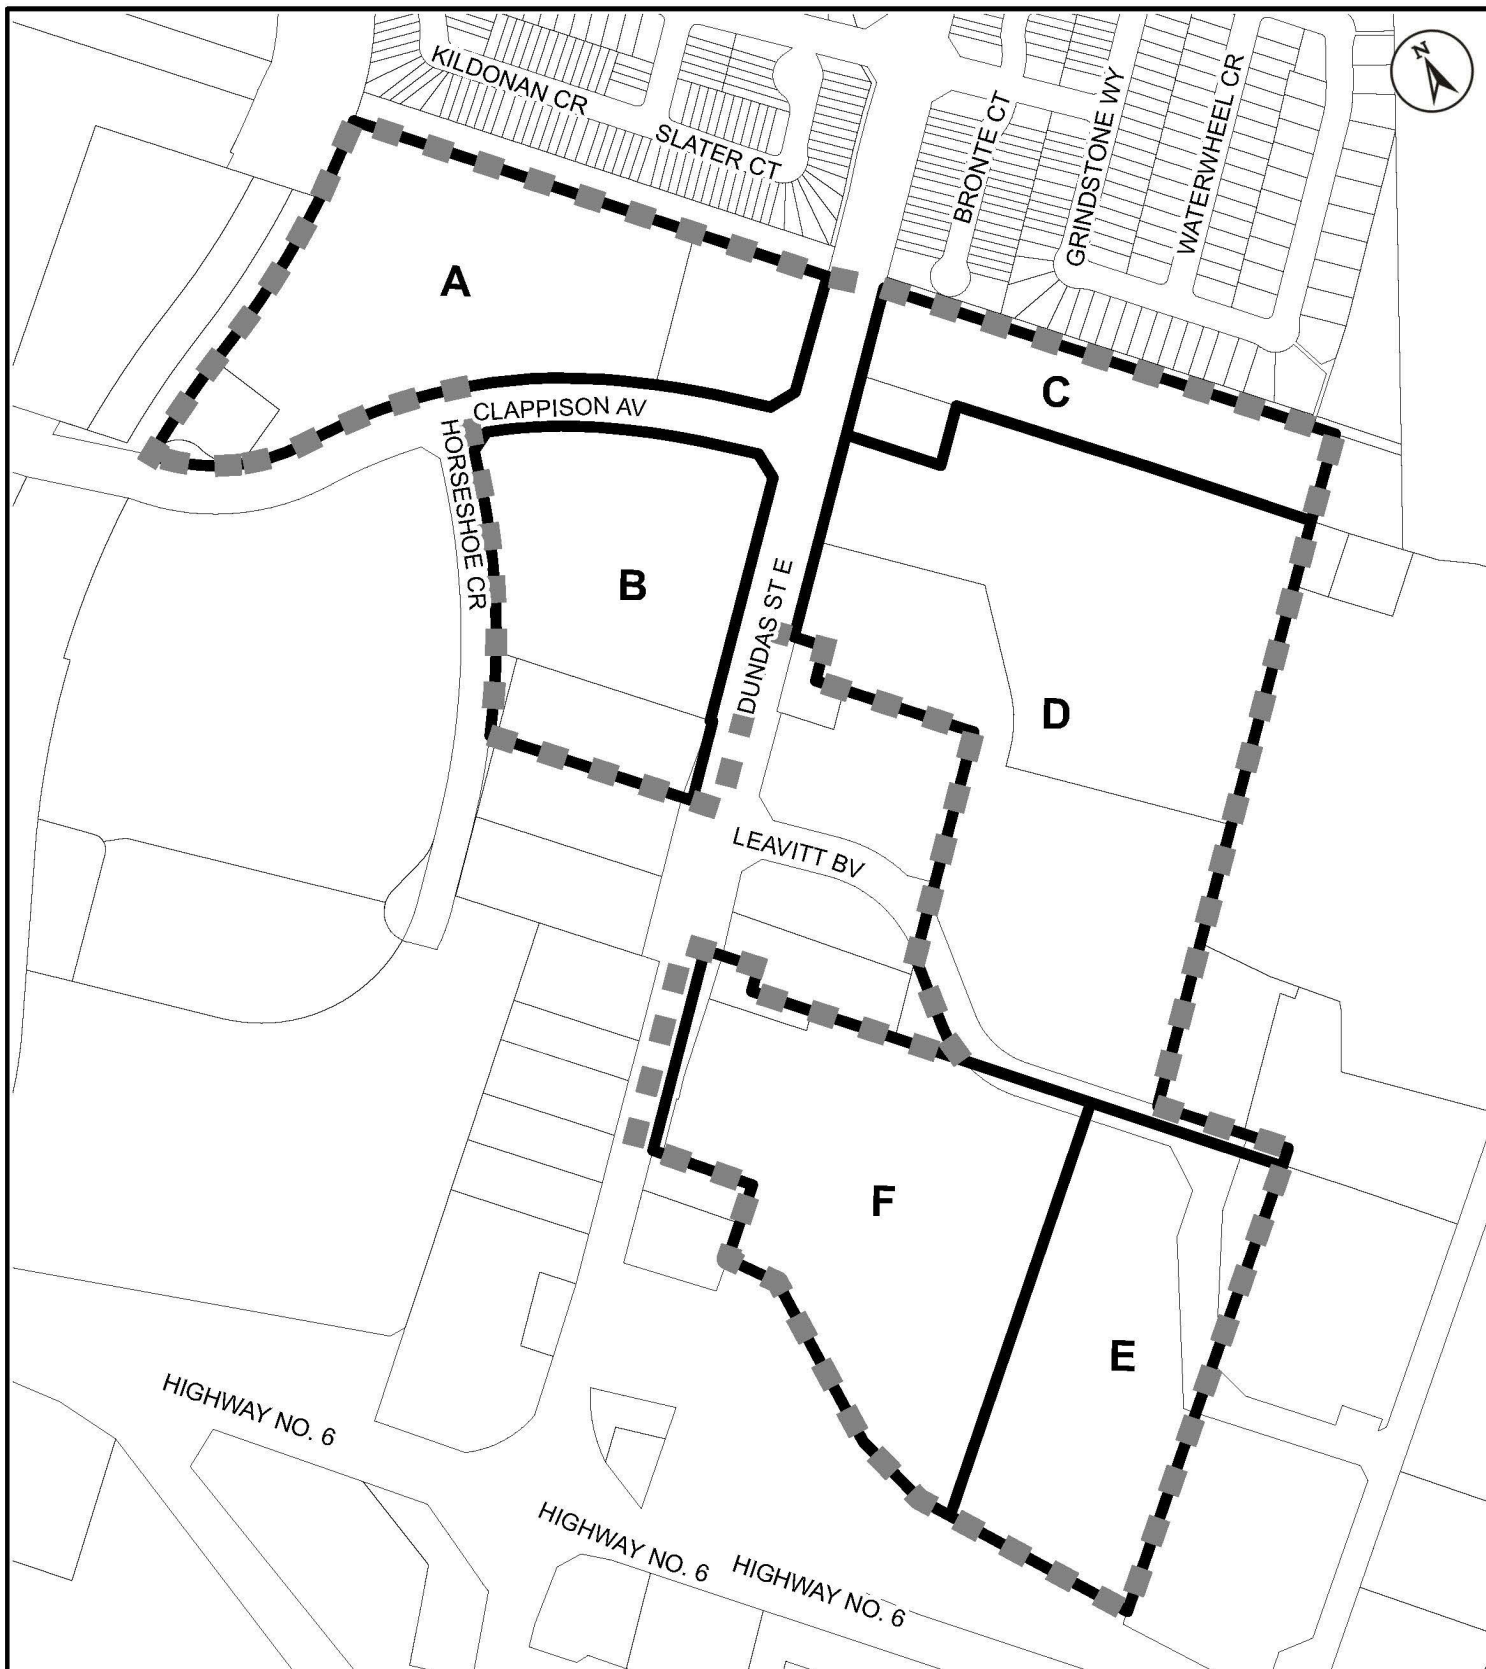 KILDONAN CR
SLATER CT
BRONTE CT
GRINDSTONE WY
WATERWHEEL CR
N
A
C
CLAPPISON AV
HORSESHOE CR
B
DUNDAS ST E
D
LEAVITT BV
F
E
HIGHWAY NO. 6
HIGHWAY NO. 6
HIGHWAY NO. 6